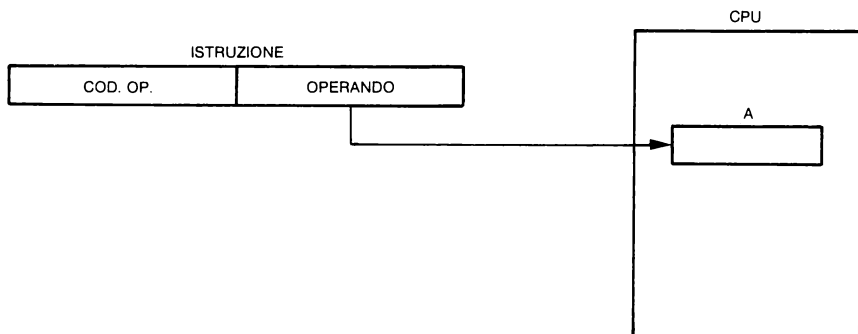 CPU
ISTRUZIONE
COD. OP.
OPERANDO
A